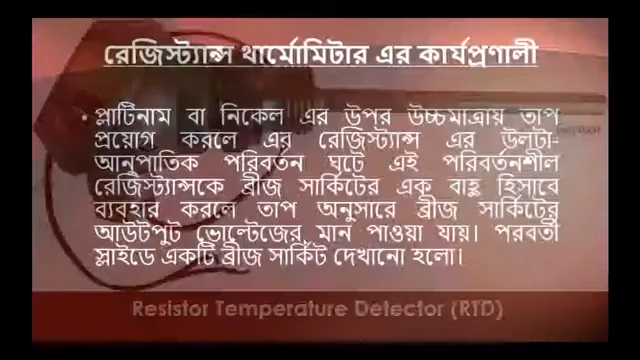 রেজিস্ট্যান্স থার্মোমিটার এর কার্যপ্রণালী
• প্লাটিনাম বা নিকেল এর উপর উচ্চমাত্রায় তাপ
প্রয়োগ করলে এর রেজিস্ট্যান্স এর উলটা-
আনুপাতিক পরিবর্তন ঘটে এই পরিবর্তনশীল
রেজিস্ট্যান্সকে ব্রীজ সার্কিটের এক বাহু হিসাবে
ব্যবহার করলে তাপ অনুসারে ব্রীজ সার্কিটের
আউটপুট ভোল্টেজের মান পাওয়া যায়। পরবর্তী
স্লাইডে একটি ব্রীজ সার্কিট দেখানো হলো।
Resistor Temperature Detector (RTD)